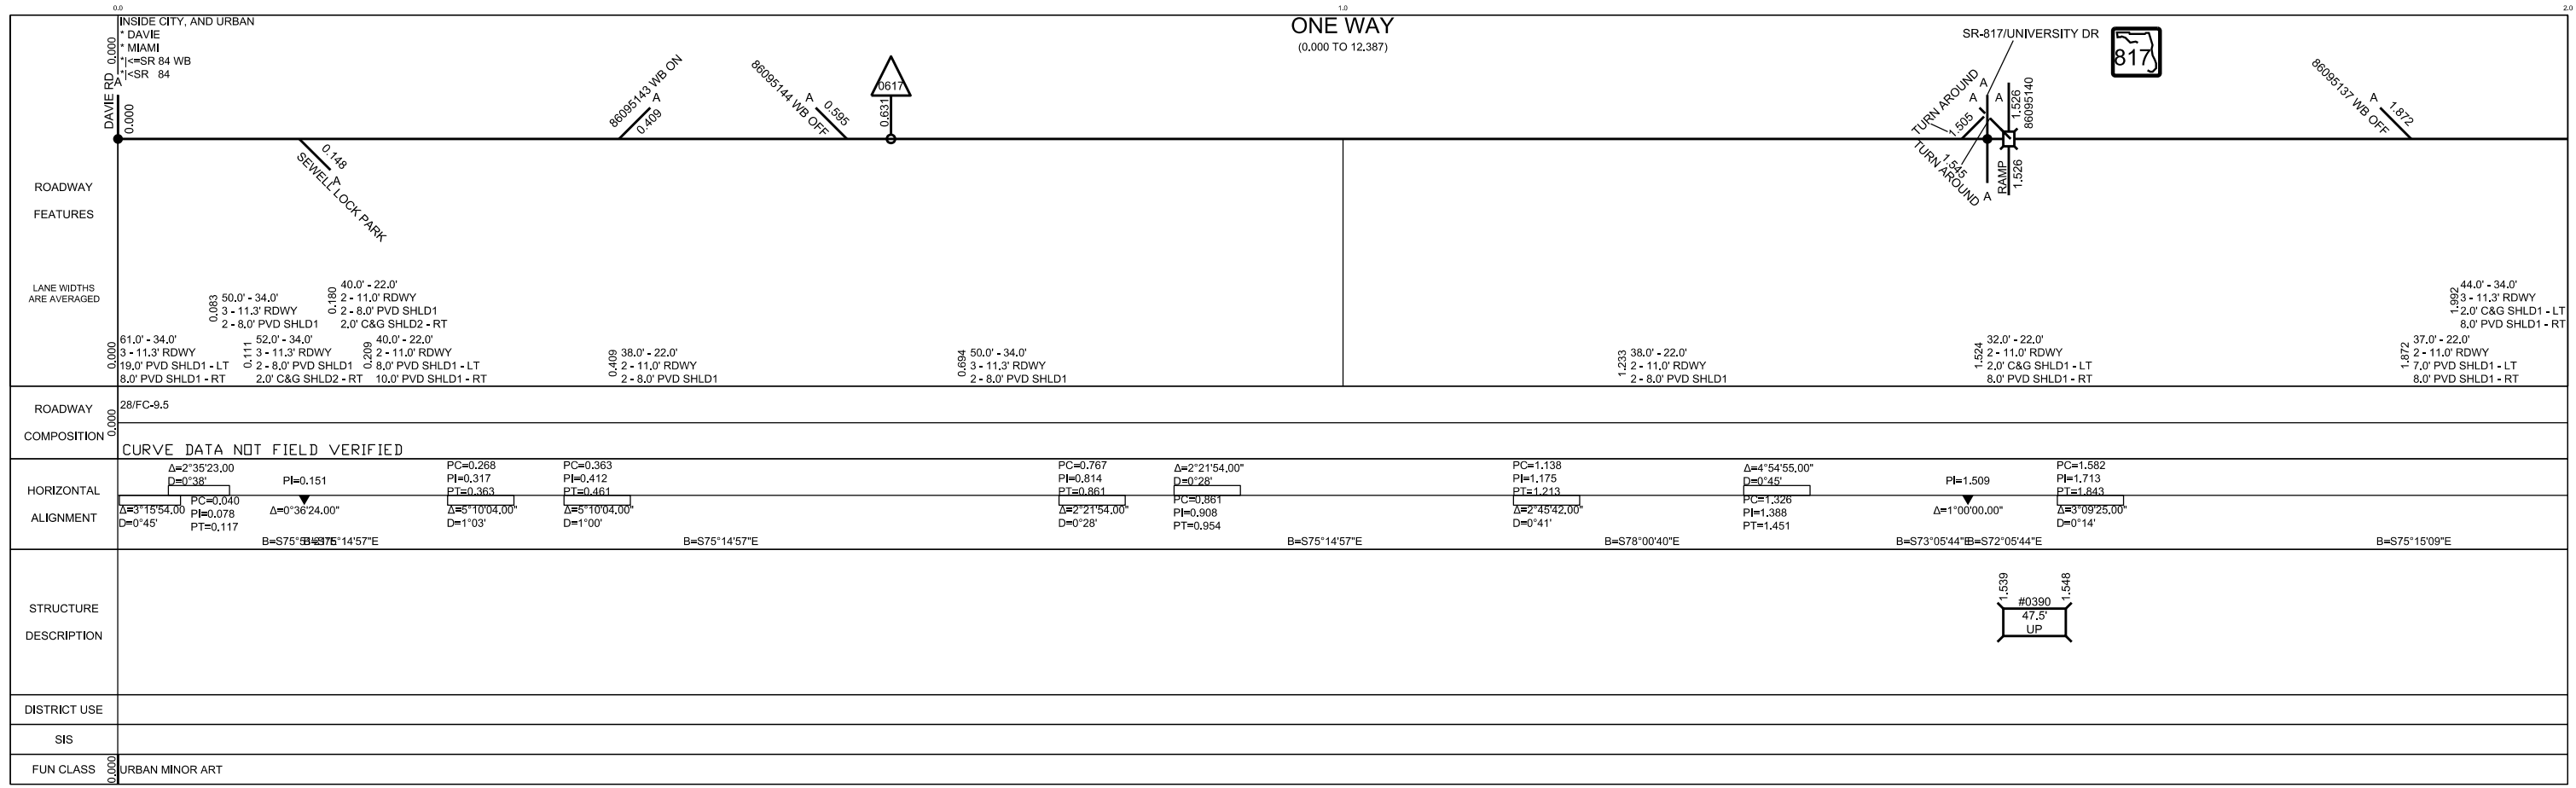 0.0
1.0
2.0
INSIDE CITY, AND URBAN
* DAVIE
* MIAMI
*|<=SR 84 WB
*|<SR 84
0.000
A
DAVIE RD
0.000
ONE WAY
(0.000 TO 12.387)
0.148
A
SEWELL LOCK PARK
86095143 WB ON
A
0.409
86095144 WB OFF
A
0.595
0617
0.631
SR-817/UNIVERSITY DR
817
TURN AROUND
A
1.505
A
A
1.526
86095140
TURN AROUND
1.545
A
RAMP
1.526
86095137 WB OFF
A
1.872
ROADWAY
FEATURES
LANE WIDTHS
ARE AVERAGED
0.000
61.0' - 34.0'
3 - 11.3' RDWY
19.0' PVD SHLD1 - LT
8.0' PVD SHLD1 - RT
0.083
50.0' - 34.0'
3 - 11.3' RDWY
2 - 8.0' PVD SHLD1
0.111
52.0' - 34.0'
3 - 11.3' RDWY
2 - 8.0' PVD SHLD1
2.0' C&G SHLD2 - RT
0.180
40.0' - 22.0'
2 - 11.0' RDWY
2 - 8.0' PVD SHLD1
2.0' C&G SHLD2 - RT
0.209
40.0' - 22.0'
2 - 11.0' RDWY
8.0' PVD SHLD1 - LT
10.0' PVD SHLD1 - RT
0.409
38.0' - 22.0'
2 - 11.0' RDWY
2 - 8.0' PVD SHLD1
0.694
50.0' - 34.0'
3 - 11.3' RDWY
2 - 8.0' PVD SHLD1
1.233
38.0' - 22.0'
2 - 11.0' RDWY
2 - 8.0' PVD SHLD1
1.524
32.0' - 22.0'
2 - 11.0' RDWY
2.0' C&G SHLD1 - LT
8.0' PVD SHLD1 - RT
1.872
37.0' - 22.0'
2 - 11.0' RDWY
7.0' PVD SHLD1 - LT
8.0' PVD SHLD1 - RT
1.992
44.0' - 34.0'
3 - 11.3' RDWY
2.0' C&G SHLD1 - LT
8.0' PVD SHLD1 - RT
ROADWAY
COMPOSITION
0.000
28/FC-9.5
CURVE DATA NOT FIELD VERIFIED
HORIZONTAL
ALIGNMENT
Δ=3°15'54.00
D=0°45'
Δ=2°35'23.00
D=0°38'
PC=0.040
PI=0.078
PT=0.117
PI=0.151
Δ=0°36'24.00"
PC=0.268
PI=0.317
PT=0.363
Δ=5°10'04.00"
D=1°03'
PC=0.363
PI=0.412
PT=0.461
Δ=5°10'04.00"
D=1°00'
PC=0.767
PI=0.814
PT=0.861
Δ=2°21'54.00"
D=0°28'
Δ=2°21'54.00"
D=0°28'
PC=0.861
PI=0.908
PT=0.954
PC=1.138
PI=1.175
PT=1.213
Δ=2°45'42.00"
D=0°41'
Δ=4°54'55.00"
D=0°45'
PC=1.326
PI=1.388
PT=1.451
PI=1.509
Δ=1°00'00.00"
PC=1.582
PI=1.713
PT=1.843
Δ=3°09'25.00"
D=0°14'
B=S75°14'57"E
B=S75°14'57"E
B=S75°14'57"E
B=S78°00'40"E
B=S73°05'44"E
B=S72°05'44"E
B=S75°15'09"E
STRUCTURE
DESCRIPTION
1.539
1.548
#0390
47.5'
UP
DISTRICT USE
SIS
FUN CLASS
0.000
URBAN MINOR ART